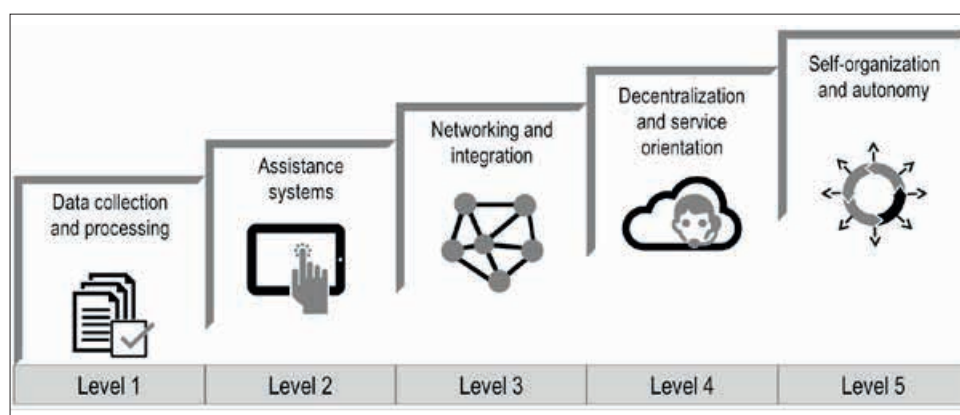 Data collection
and processing
Assistance
systems
Networking and
integration
Decentralization
and service
orientation
Self-organization
and autonomy
Level 1
Level 2
Level 3
Level 4
Level 5